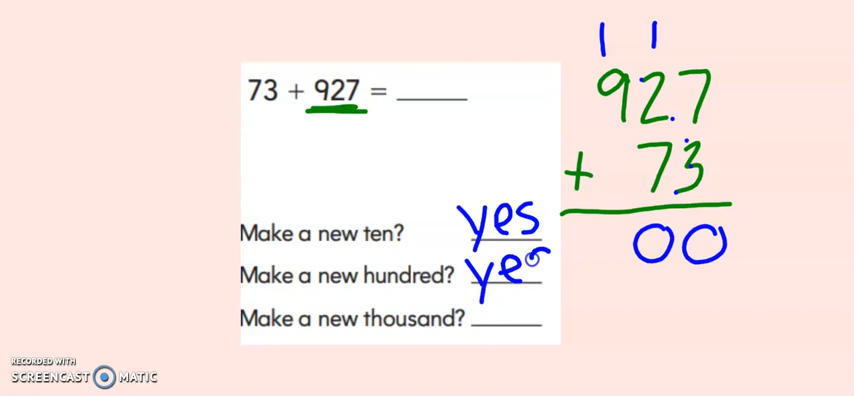 73 + 927 = ______
Make a new ten? yes
Make a new hundred? yes
Make a new thousand? ______
1 1
927
+ 73
00
RECORDED WITH
SCREENCAST MATIC